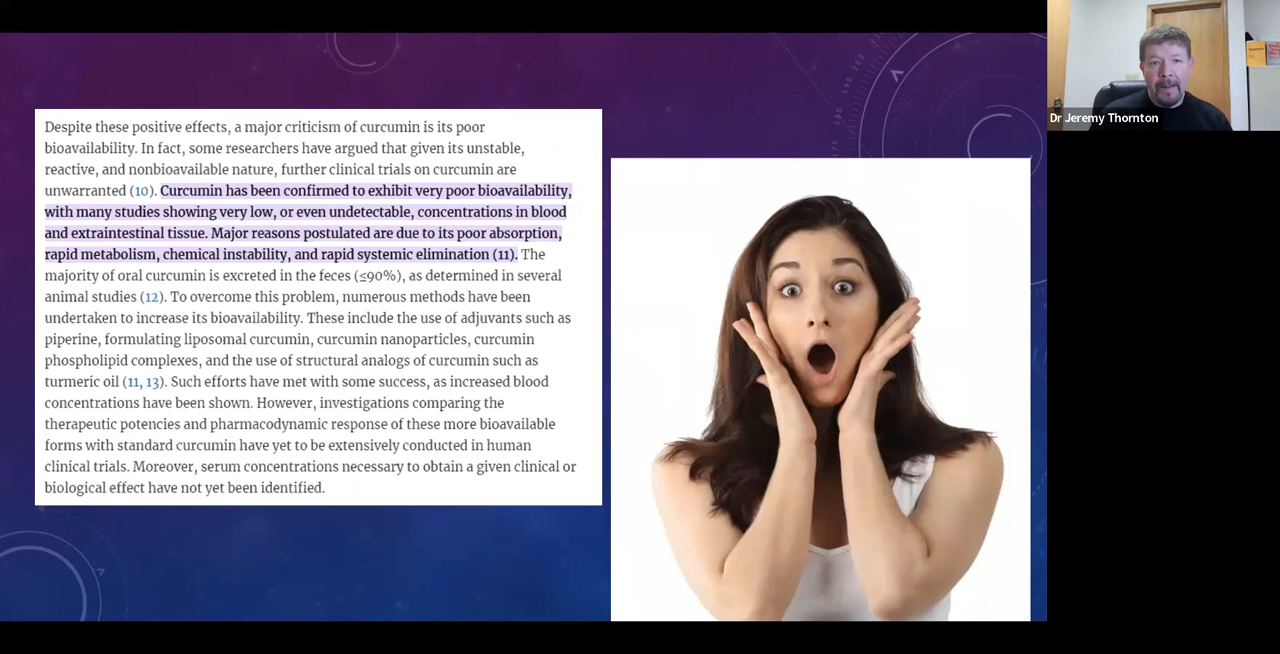 Despite these positive effects, a major criticism of curcumin is its poor
bioavailability. In fact, some researchers have argued that given its unstable,
reactive, and nonbioavailable nature, further clinical trials on curcumin are
unwarranted (10). Curcumin has been confirmed to exhibit very poor bioavailability,
with many studies showing very low, or even undetectable, concentrations in blood
and extraintestinal tissue. Major reasons postulated are due to its poor absorption,
rapid metabolism, chemical instability, and rapid systemic elimination (11). The
majority of oral curcumin is excreted in the feces (≤90%), as determined in several
animal studies (12). To overcome this problem, numerous methods have been
undertaken to increase its bioavailability. These include the use of adjuvants such as
piperine, formulating liposomal curcumin, curcumin nanoparticles, curcumin
phospholipid complexes, and the use of structural analogs of curcumin such as
turmeric oil (11, 13). Such efforts have met with some success, as increased blood
concentrations have been shown. However, investigations comparing the
therapeutic potencies and pharmacodynamic response of these more bioavailable
forms with standard curcumin have yet to be extensively conducted in human
clinical trials. Moreover, serum concentrations necessary to obtain a given clinical or
biological effect have not yet been identified.
170 180 190 200
Dr Jeremy Thornton